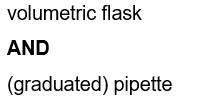 volumetric flask
AND
(graduated) pipette